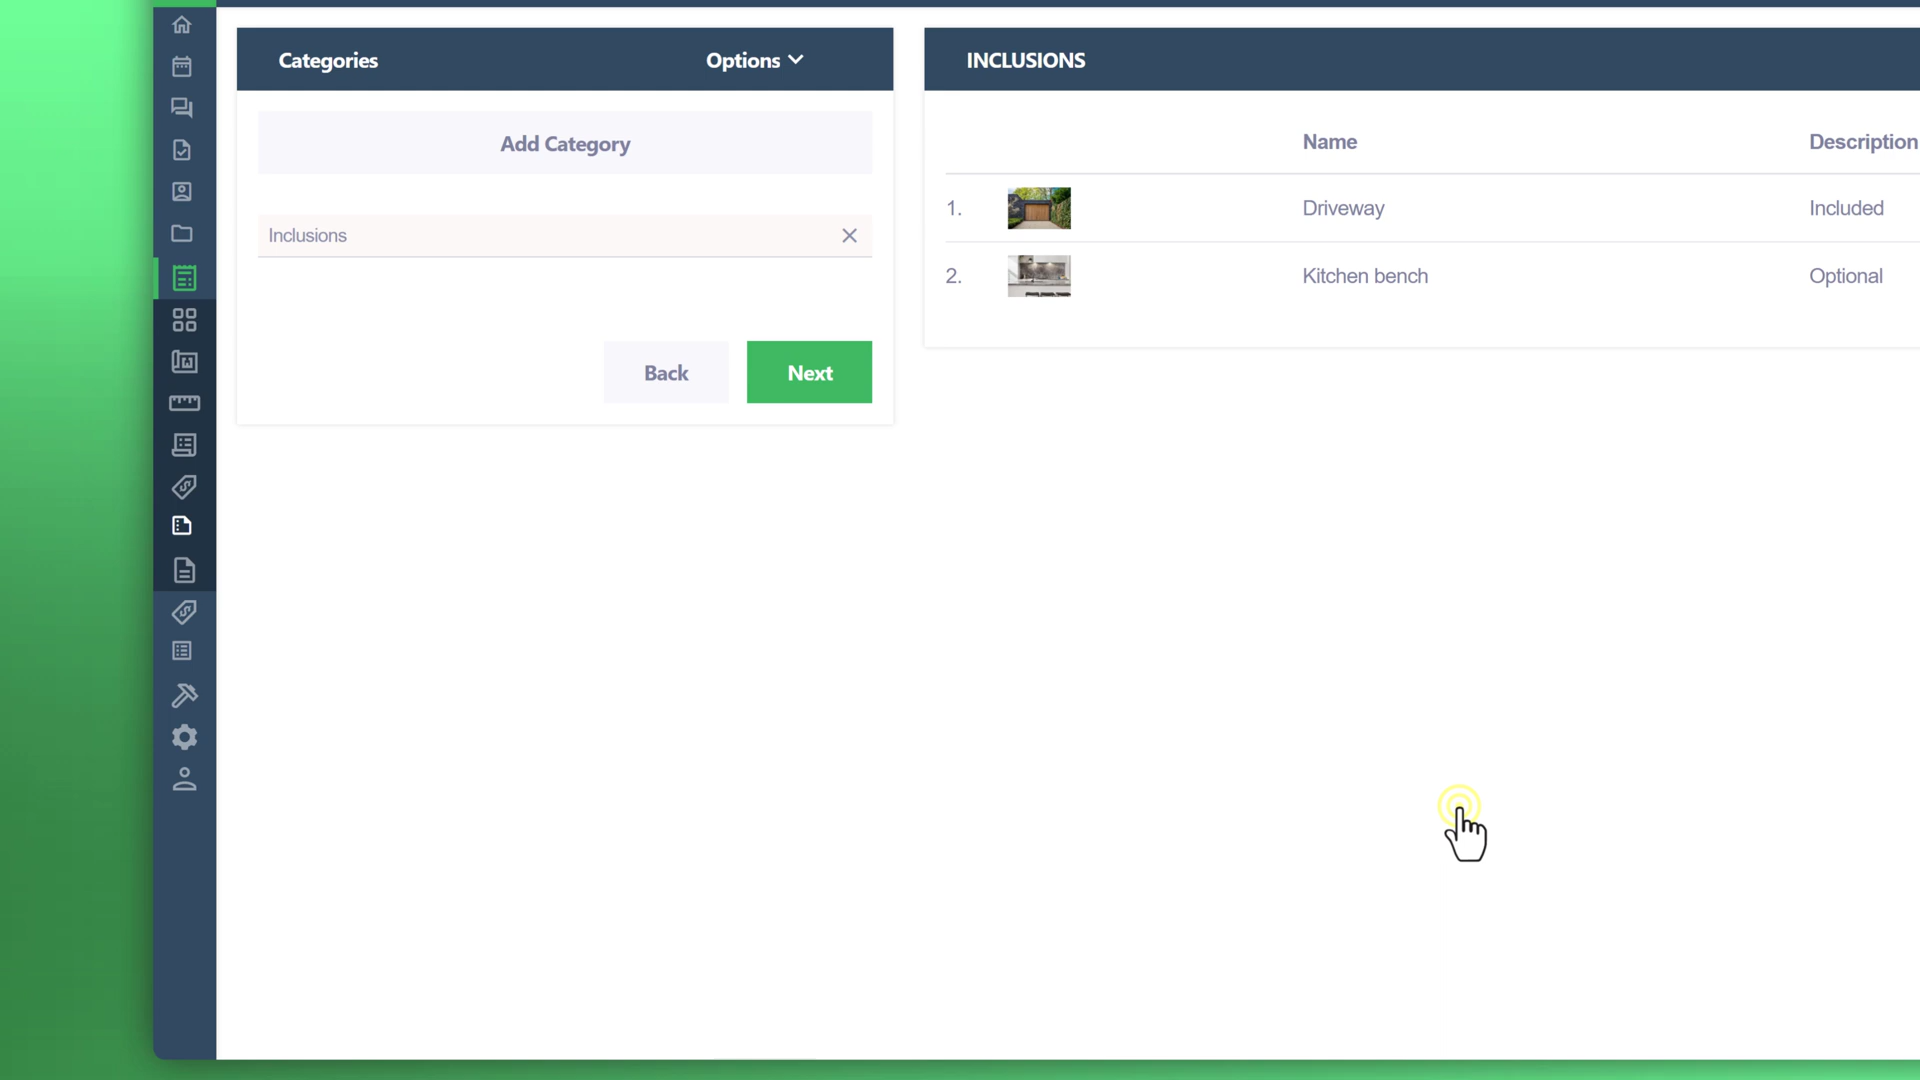 Categories
Options
Add Category
Inclusions
Back
Next
INCLUSIONS
Name
Description
1.
Driveway
Included
2.
Kitchen bench
Optional